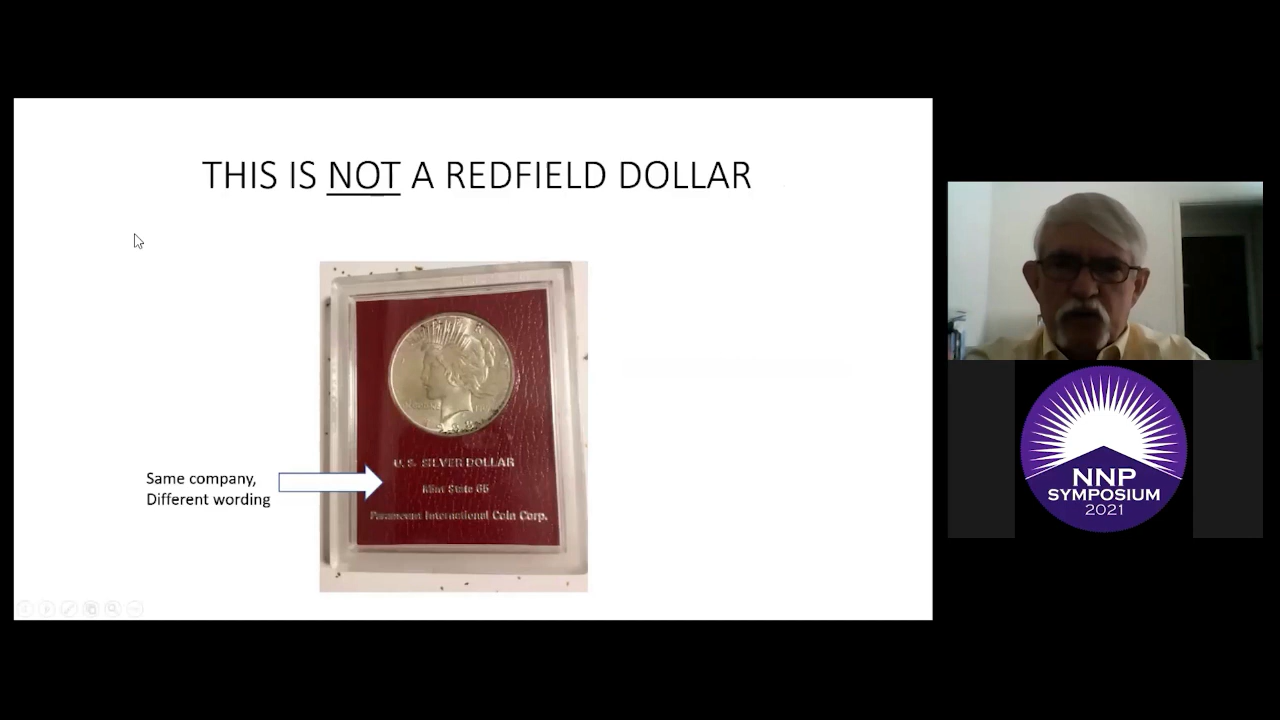 THIS IS NOT A REDFIELD DOLLAR
Same company,
Different wording
U.S. SILVER DOLLAR
Mint State 65
Paramount International Coin Corp.
NNP
SYMPOSIUM
2021